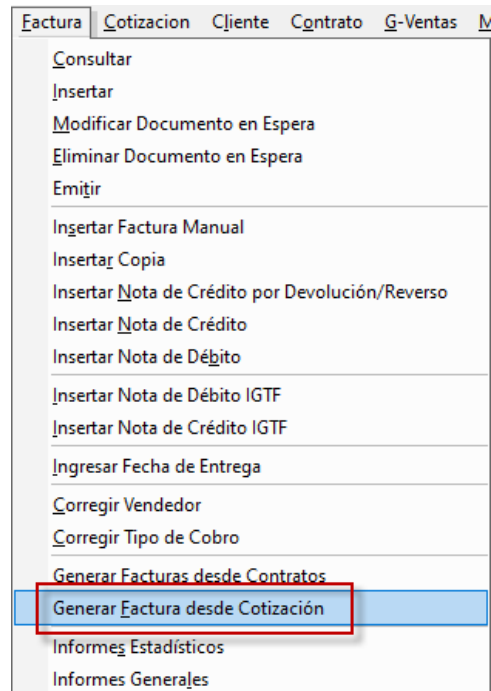 Factura Cotizacion Cliente Contrato G-Ventas M
Consultar
Insertar
Modificar Documento en Espera
Eliminar Documento en Espera
Emitir
Insertar Factura Manual
Insertar Copia
Insertar Nota de Crédito por Devolución/Reverso
Insertar Nota de Crédito
Insertar Nota de Débito
Insertar Nota de Débito IGTF
Insertar Nota de Crédito IGTF
Ingresar Fecha de Entrega
Corregir Vendedor
Corregir Tipo de Cobro
Generar Facturas desde Contratos
Generar Factura desde Cotización
Informes Estadísticos
Informes Generales